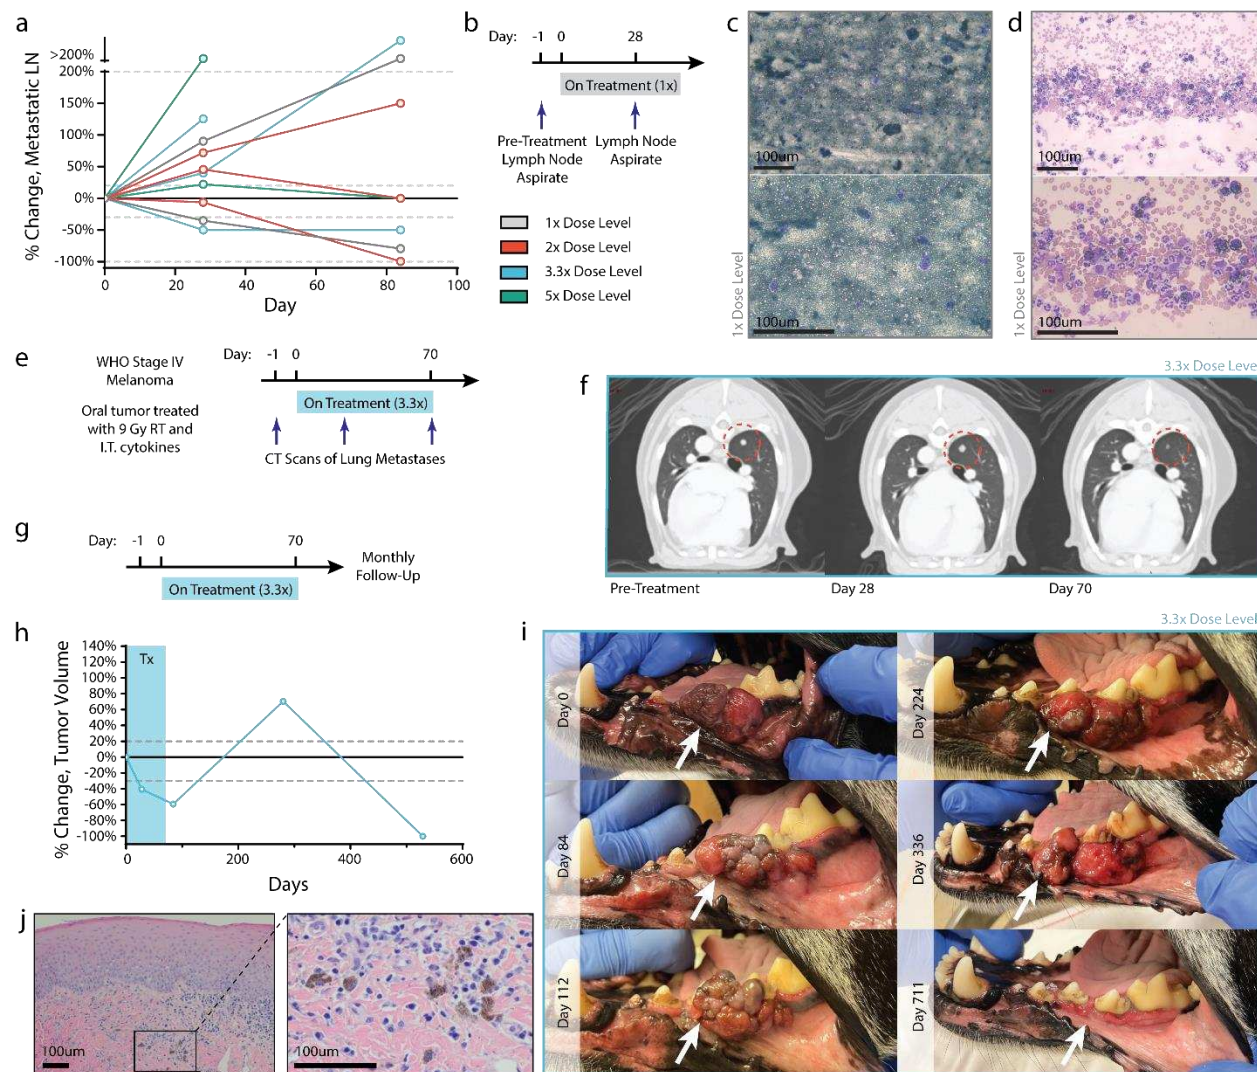 a
>200%
200%
150%
100%
50%
0%
-50%
-100%
% Change, Metastatic LN
0
20
40
60
80
100
Day
b
Day:
-1
0
28
On Treatment (1x)
Pre-Treatment
Lymph Node
Aspirate
Lymph Node
Aspirate
1x Dose Level
2x Dose Level
3.3x Dose Level
5x Dose Level
c
100um
100um
1x Dose Level
d
100um
100um
1x Dose Level
e
WHO Stage IV
Melanoma
Oral tumor treated
with 9 Gy RT and
I.T. cytokines
Day:
-1
0
70
On Treatment (3.3x)
CT Scans of Lung Metastases
f
3.3x Dose Level
Pre-Treatment
Day 28
Day 70
g
Day:
-1
0
70
On Treatment (3.3x)
Monthly
Follow-Up
h
140%
120%
100%
80%
60%
40%
20%
0%
-20%
-40%
-60%
-80%
-100%
% Change, Tumor Volume
Tx
0
200
400
600
Days
i
3.3x Dose Level
Day 0
Day 224
Day 84
Day 336
Day 112
Day 711
j
100um
100um